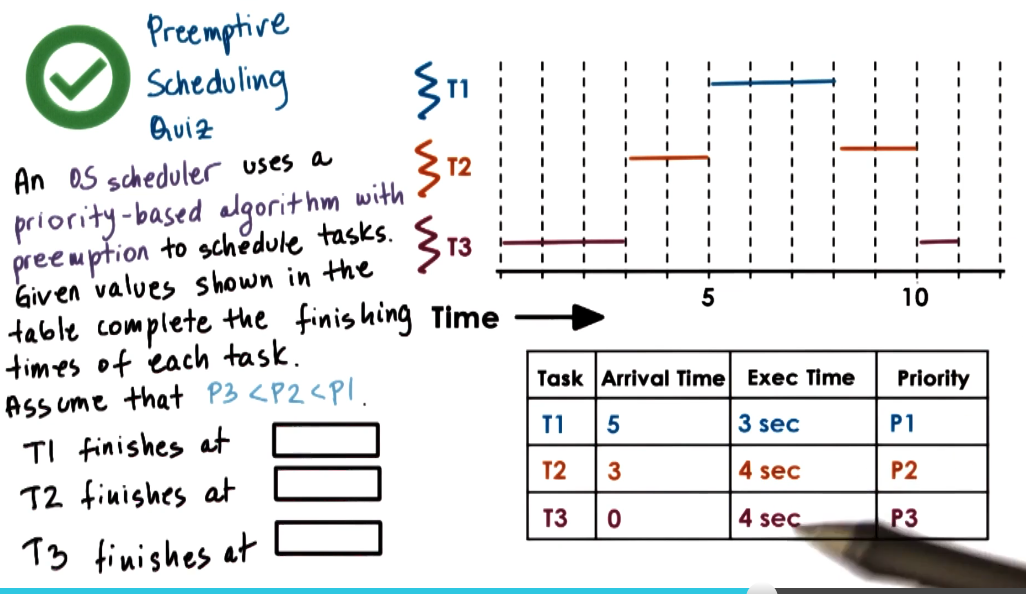 Preemptive
Scheduling
Quiz
An OS scheduler uses a
priority-based algorithm with
preemption to schedule tasks.
Given values shown in the
table complete the finishing
times of each task.
Assume that P3 < P2 < P1.
T1 finishes at
T2 finishes at
T3 finishes at
T1
T2
T3
5 10
Time
Task Arrival Time Exec Time Priority
T1 5 3 sec P1
T2 3 4 sec P2
T3 0 4 sec P3